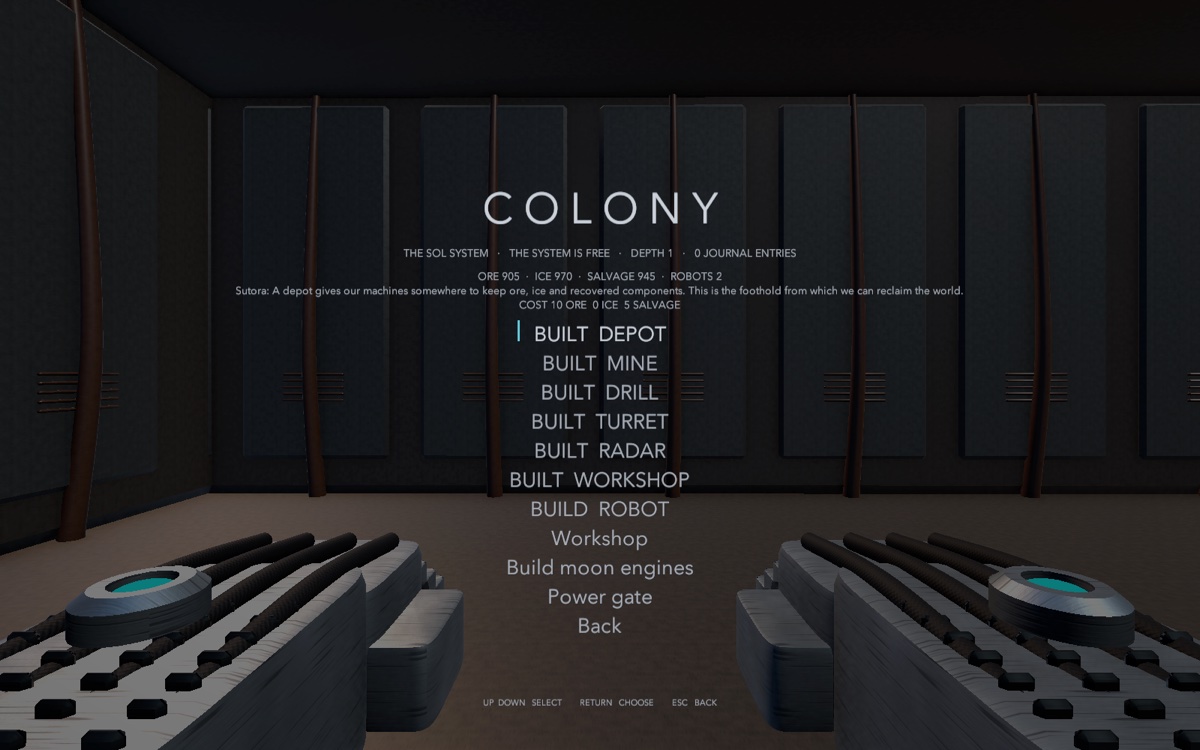 COLONY
THE SOL SYSTEM · THE SYSTEM IS FREE · DEPTH 1 · 0 JOURNAL ENTRIES
ORE 905 · ICE 970 · SALVAGE 945 · ROBOTS 2
Sutora: A depot gives our machines somewhere to keep ore, ice and recovered components. This is the foothold from which we can reclaim the world.
COST 10 ORE 0 ICE 5 SALVAGE
BUILT DEPOT
BUILT MINE
BUILT DRILL
BUILT TURRET
BUILT RADAR
BUILT WORKSHOP
BUILD ROBOT
Workshop
Build moon engines
Power gate
Back
UP DOWN SELECT RETURN CHOOSE ESC BACK